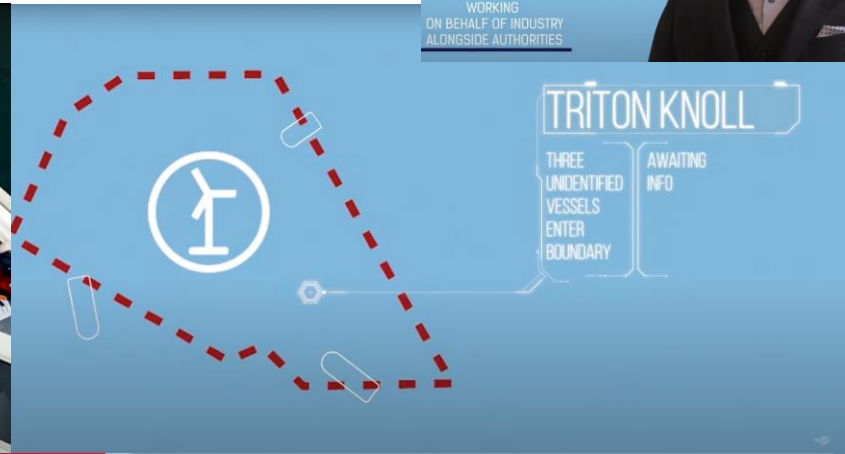 WORKING
ON BEHALF OF INDUSTRY
ALONGSIDE AUTHORITIES
TRITON KNOLL
THREE
UNIDENTIFIED
VESSELS
ENTER
BOUNDARY
AWAITING
INFO